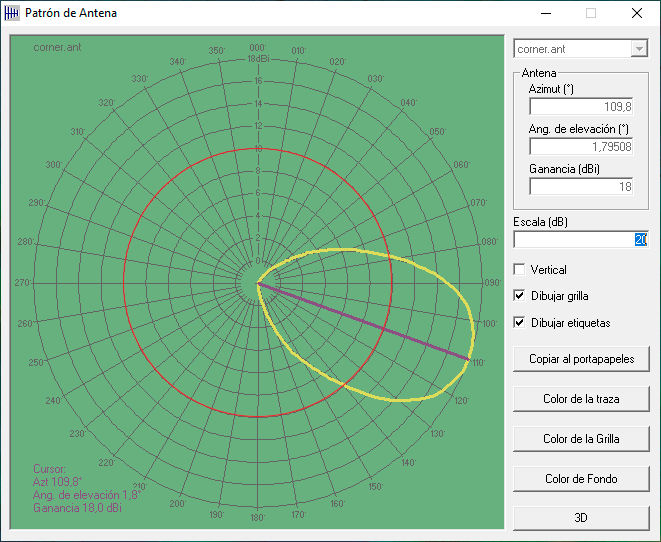 Patrón de Antena
corner.ant
000'
010'
020'
030'
040'
050'
060'
070'
080'
090'
100'
110'
120'
130'
140'
150'
160'
170'
180'
190'
200'
210'
220'
230'
240'
250'
260'
270'
280'
290'
300'
310'
320'
330'
340'
350'
18dBi
16
14
12
10
8
6
4
2
0
Cursor:
Azt 109,8°
Ang. de elevación 1,8°
Ganancia 18,0 dBi
corner.ant
Antena
Azimut (°)
109,8
Ang. de elevación (°)
1,79508
Ganancia (dBi)
18
Escala (dB)
20
Vertical
Dibujar grilla
Dibujar etiquetas
Copiar al portapapeles
Color de la traza
Color de la Grilla
Color de Fondo
3D